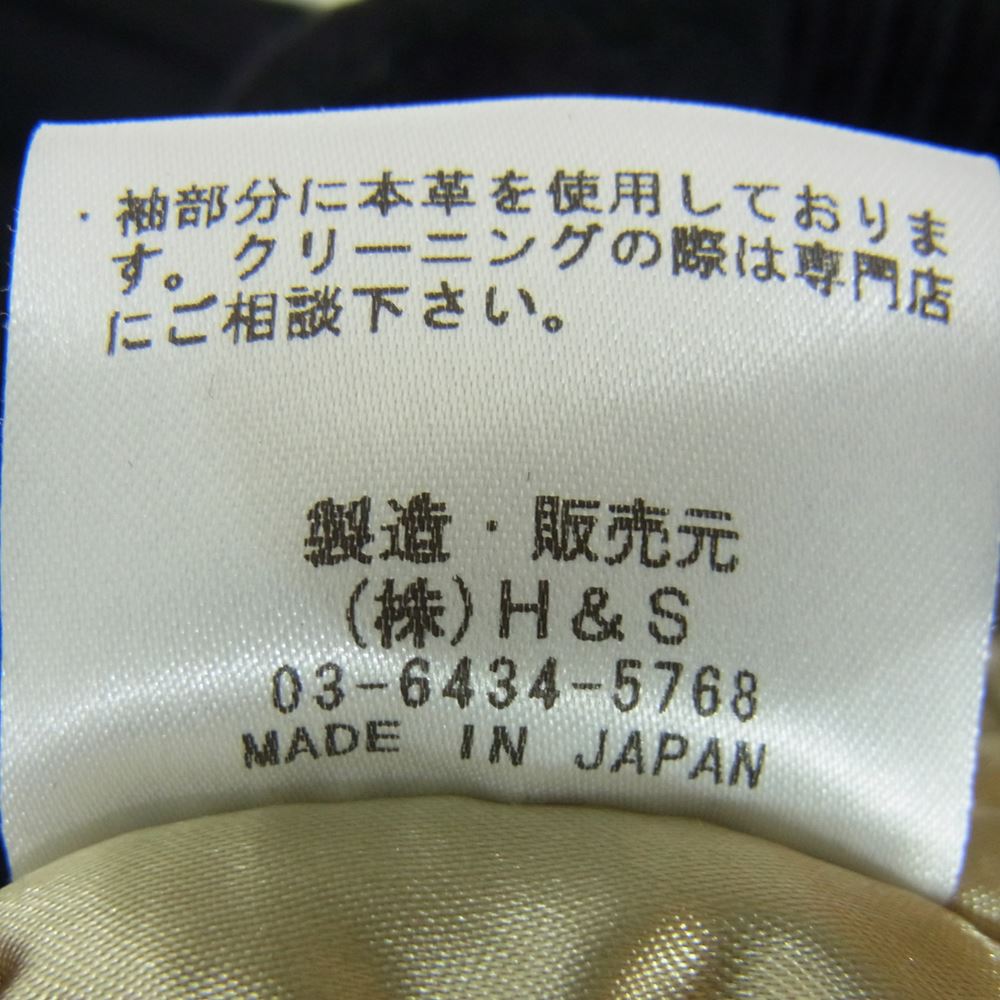 ・袖部分に本革を使用しておりま
す。クリーニングの際は専門店
にご相談下さい。
製造・販売元
(株)H&S
03-6434-5768
MADE IN JAPAN